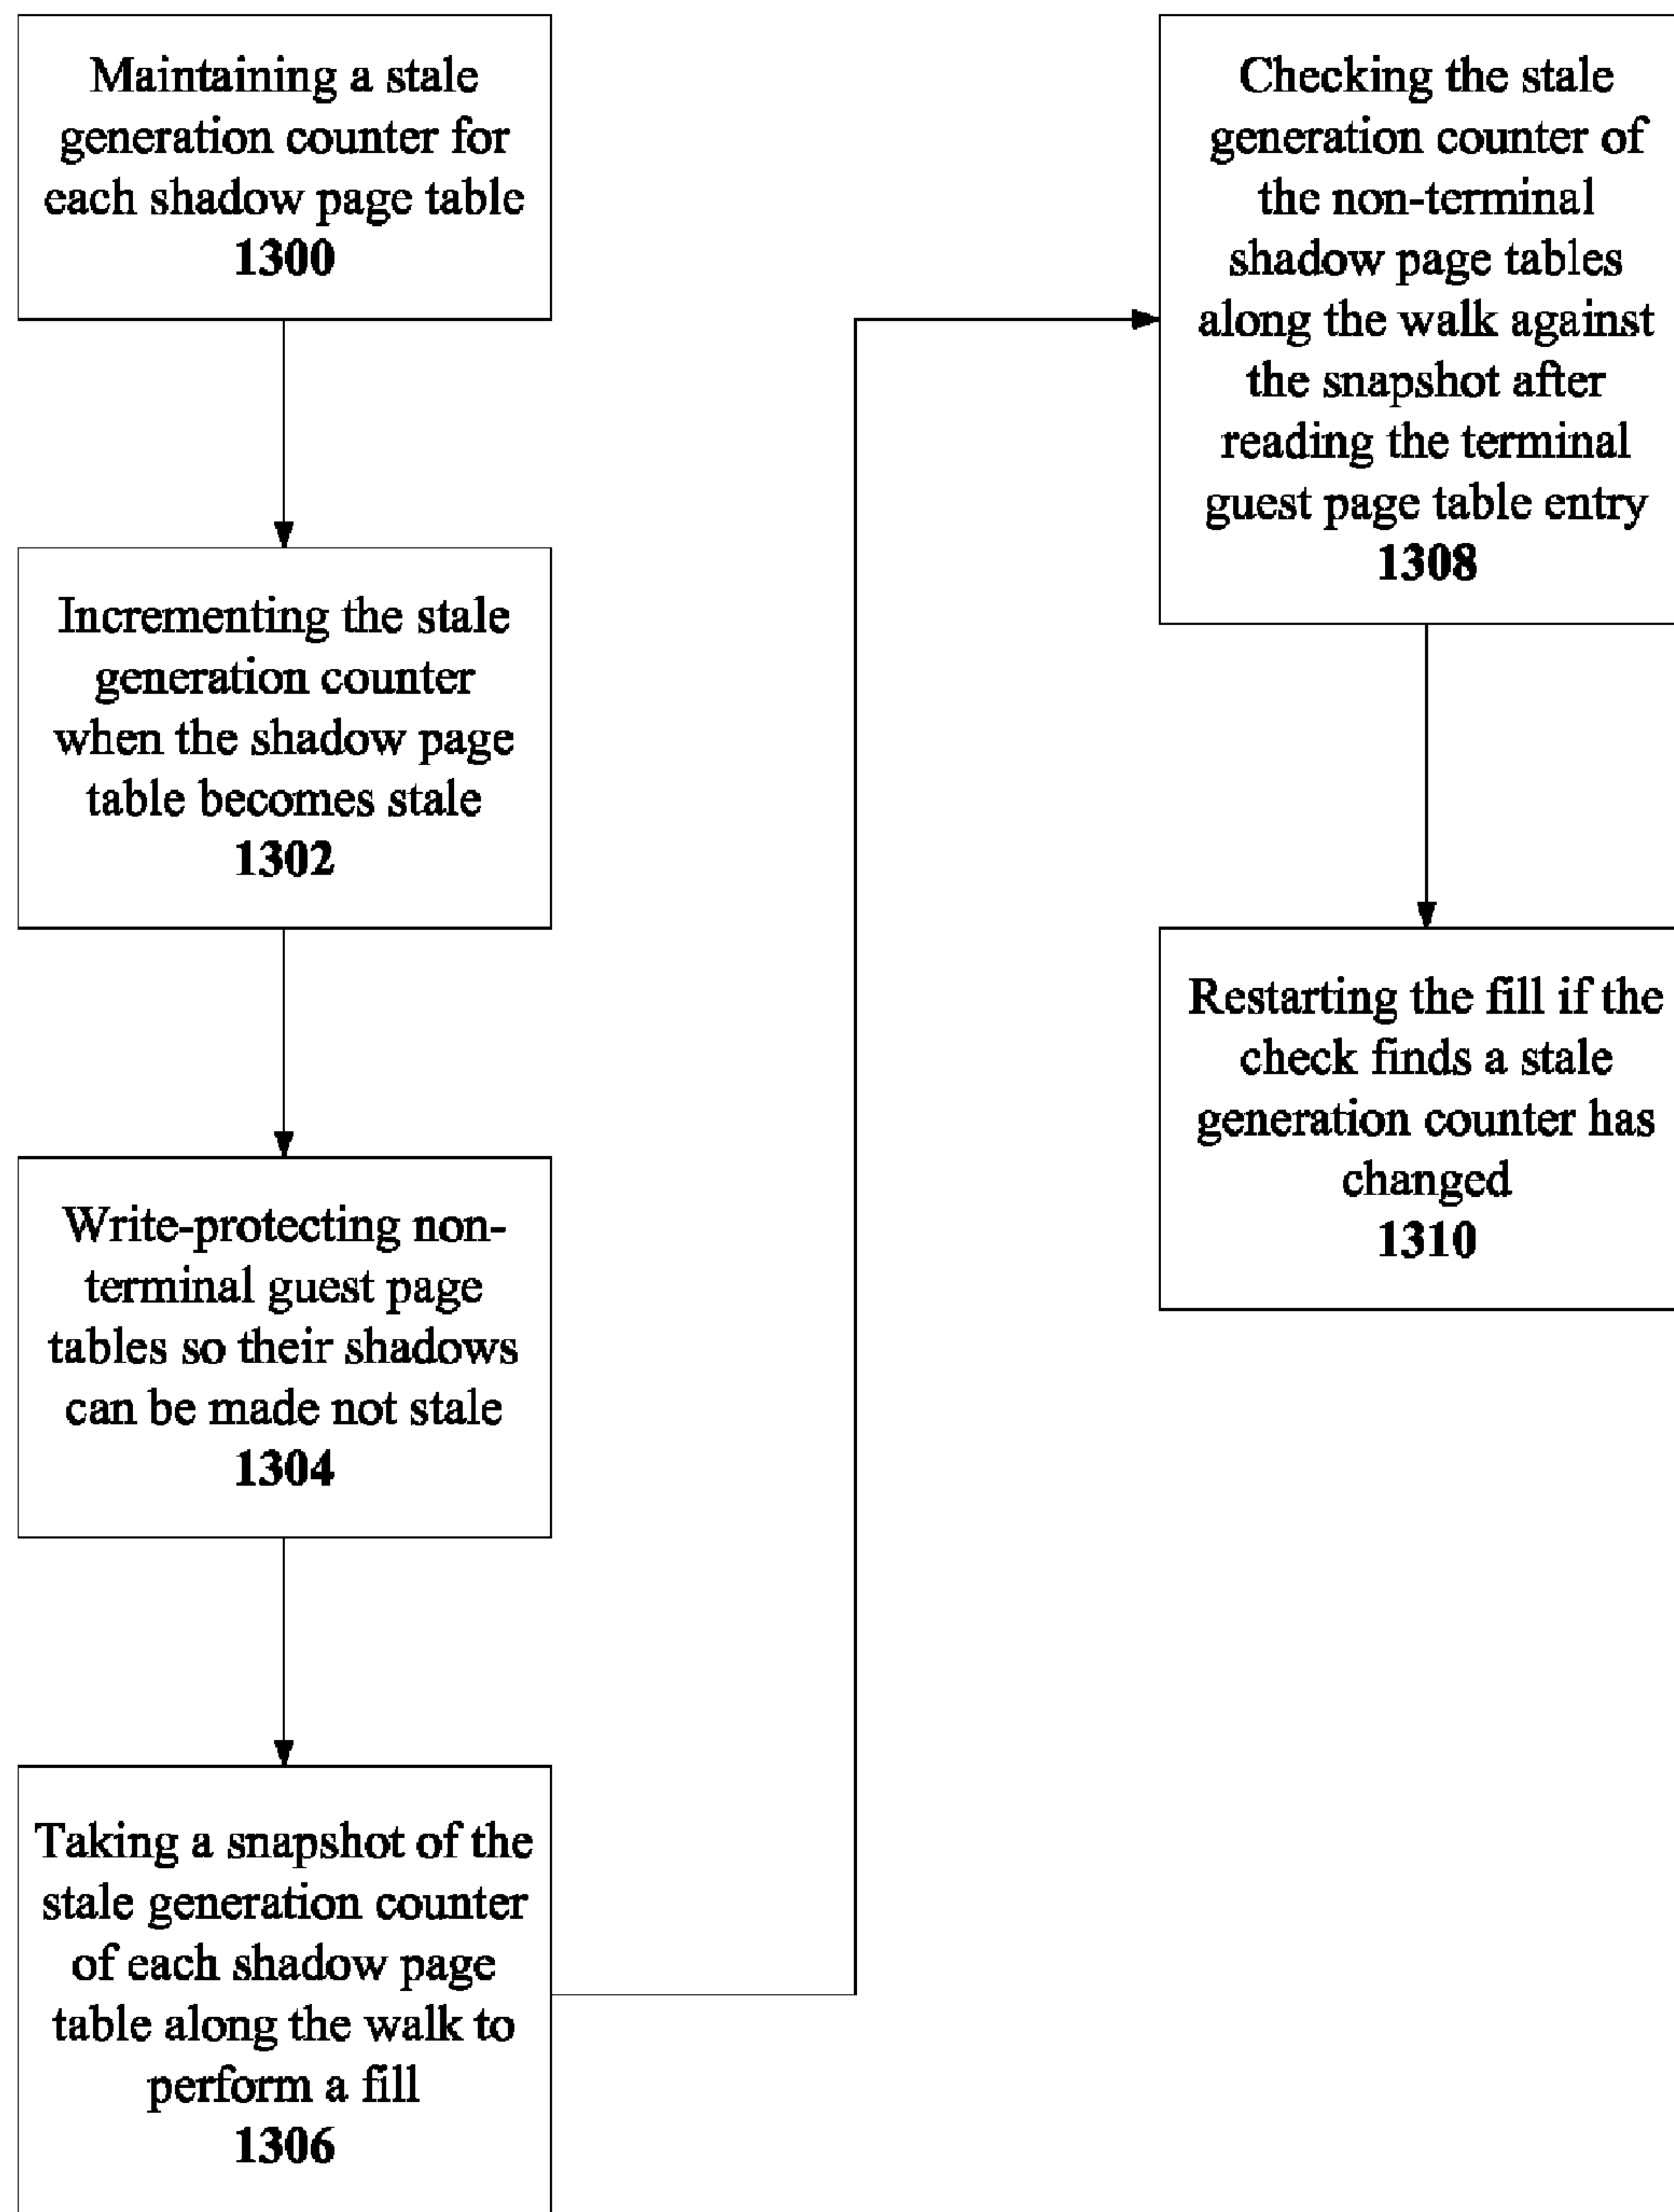 Maintaining a stale
generation counter for
each shadow page table
1300
Incrementing the stale
generation counter
when the shadow page
table becomes stale
1302
Write-protecting non-
terminal guest page
tables so their shadows
can be made not stale
1304
Taking a snapshot of the
stale generation counter
of each shadow page
table along the walk to
perform a fill
1306
Checking the stale
generation counter of
the non-terminal
shadow page tables
along the walk against
the snapshot after
reading the terminal
guest page table entry
1308
Restarting the fill if the
check finds a stale
generation counter has
changed
1310